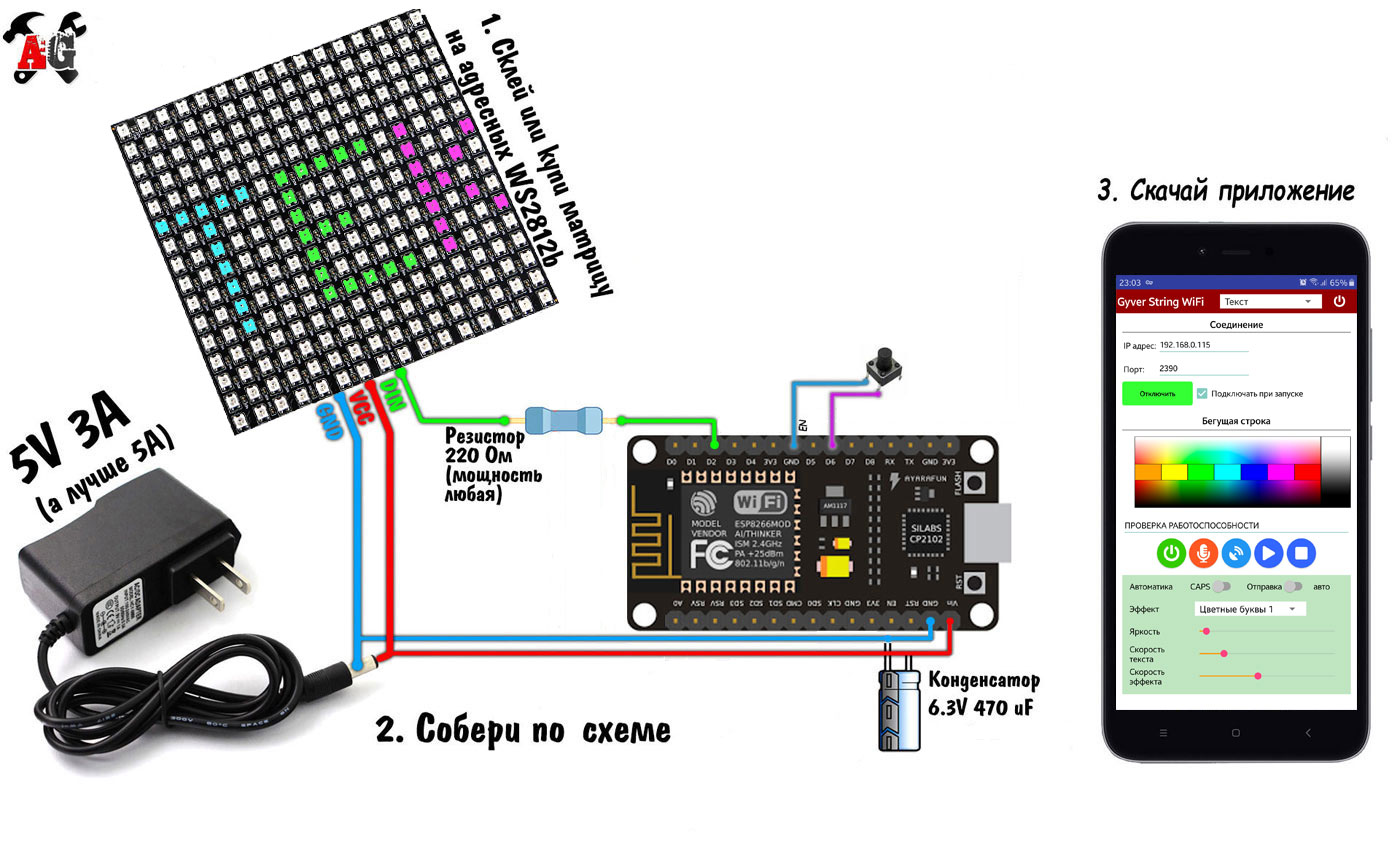 AG
1. Склей или купи матрицу
на адресных WS2812b
GND
VCC
DIN
5V 3A
(а лучше 5A)
Резистор
220 Ом
(мощность
любая)
EN
D0 D1 D2 D3 D4 3V3 GND D5 D6 D7 D8 RX TX GND 3V3
FLASH
AYARAFUN
WiFi
MODEL
VENDOR
ESP8266MOD
AI/THINKER
ISM 2.4GHz
PA +25dBm
802.11b/g/n
FC
AM1117
SILABS
CP2102
RST
A0 RSV RSV SD3 SD2 SD1 CMD SD0 CLK GND 3V3 EN RST GND Vin
Конденсатор
6.3V 470 uF
2. Собери по схеме
3. Скачай приложение
23:03
65%
Gyver String WiFi
Текст
Соединение
IP адрес: 192.168.0.115
Порт: 2390
Отключить
Подключать при запуске
Бегущая строка
ПРОВЕРКА РАБОТОСПОСОБНОСТИ
Автоматика CAPS Отправка авто
Эффект Цветные буквы 1
Яркость
Скорость
текста
Скорость
эффекта